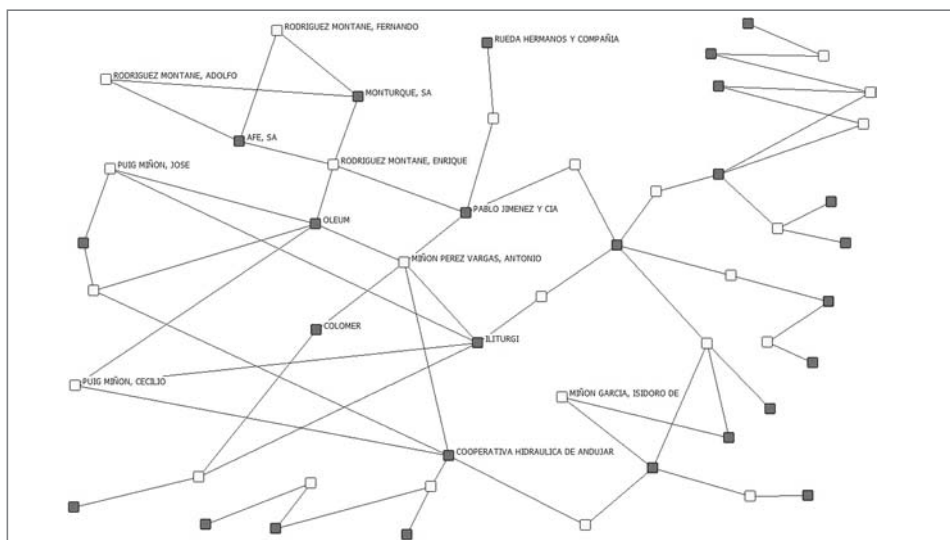 RODRIGUEZ MONTANE, FERNANDO
RUEDA HERMANOS Y COMPAÑIA
RODRIGUEZ MONTANE, ADOLFO
MONTURQUE, SA
AFE, SA
PUIG MIÑON, JOSE
RODRIGUEZ MONTANE, ENRIQUE
PABLO JIMENEZ Y CIA
OLEUM
MIÑON PEREZ VARGAS, ANTONIO
COLOMER
ILITURGI
PUIG MIÑON, CECILIO
MIÑON GARCIA, ISIDORO DE
COOPERATIVA HIDRAULICA DE ANDUJAR